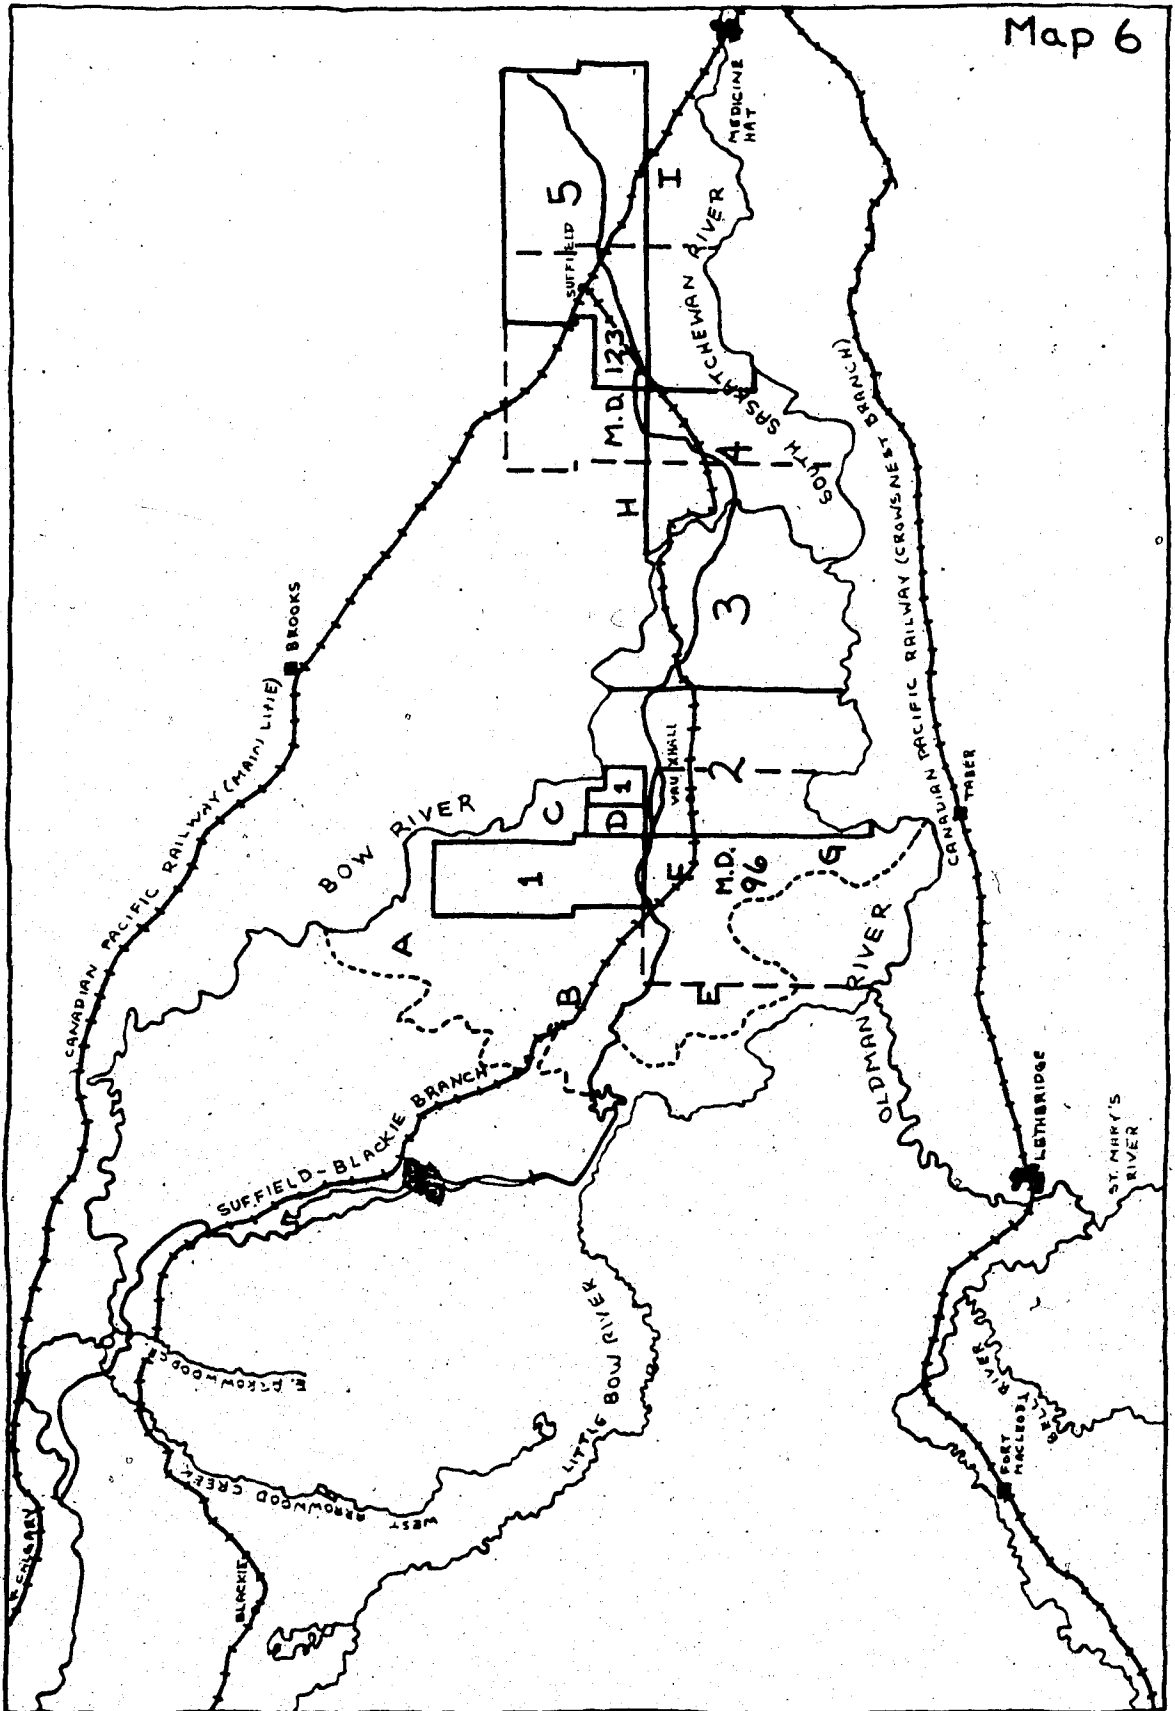 Map 6
MEDICINE
HAT
5
I
SUFFIELD
SOUTH SASKATCHEWAN RIVER
M.D. 123
4
H
CANADIAN PACIFIC RAILWAY (CROWSNEST BRANCH)
BROOKS
3
CANADIAN PACIFIC RAILWAY (MAIN LINE)
VAUXHALL
2
1
D
C
BOW RIVER
TABER
1
F
M.D.
96
G
A
B
E
OLDMAN RIVER
SUFFIELD-BLACKIE BRANCH
LETHBRIDGE
ST. MARY'S
RIVER
LITTLE BOW RIVER
E. ARROWWOOD CR.
WEST ARROWWOOD CREEK
BELLY RIVER
FORT
MACLEOD
CALGARY
BLACKIE